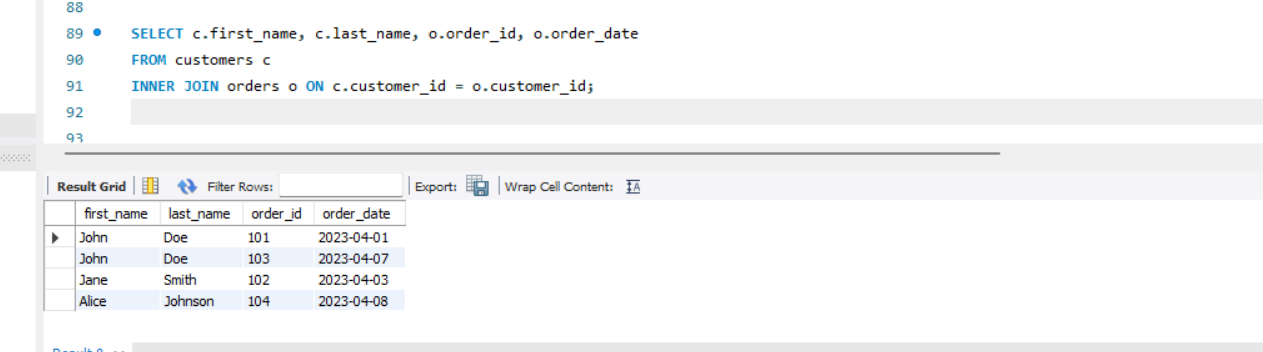 88
89 SELECT c.first_name, c.last_name, o.order_id, o.order_date
90 FROM customers c
91 INNER JOIN orders o ON c.customer_id = o.customer_id;
92
93
Result Grid Filter Rows: Export: Wrap Cell Content:
first_name last_name order_id order_date
John Doe 101 2023-04-01
John Doe 103 2023-04-07
Jane Smith 102 2023-04-03
Alice Johnson 104 2023-04-08